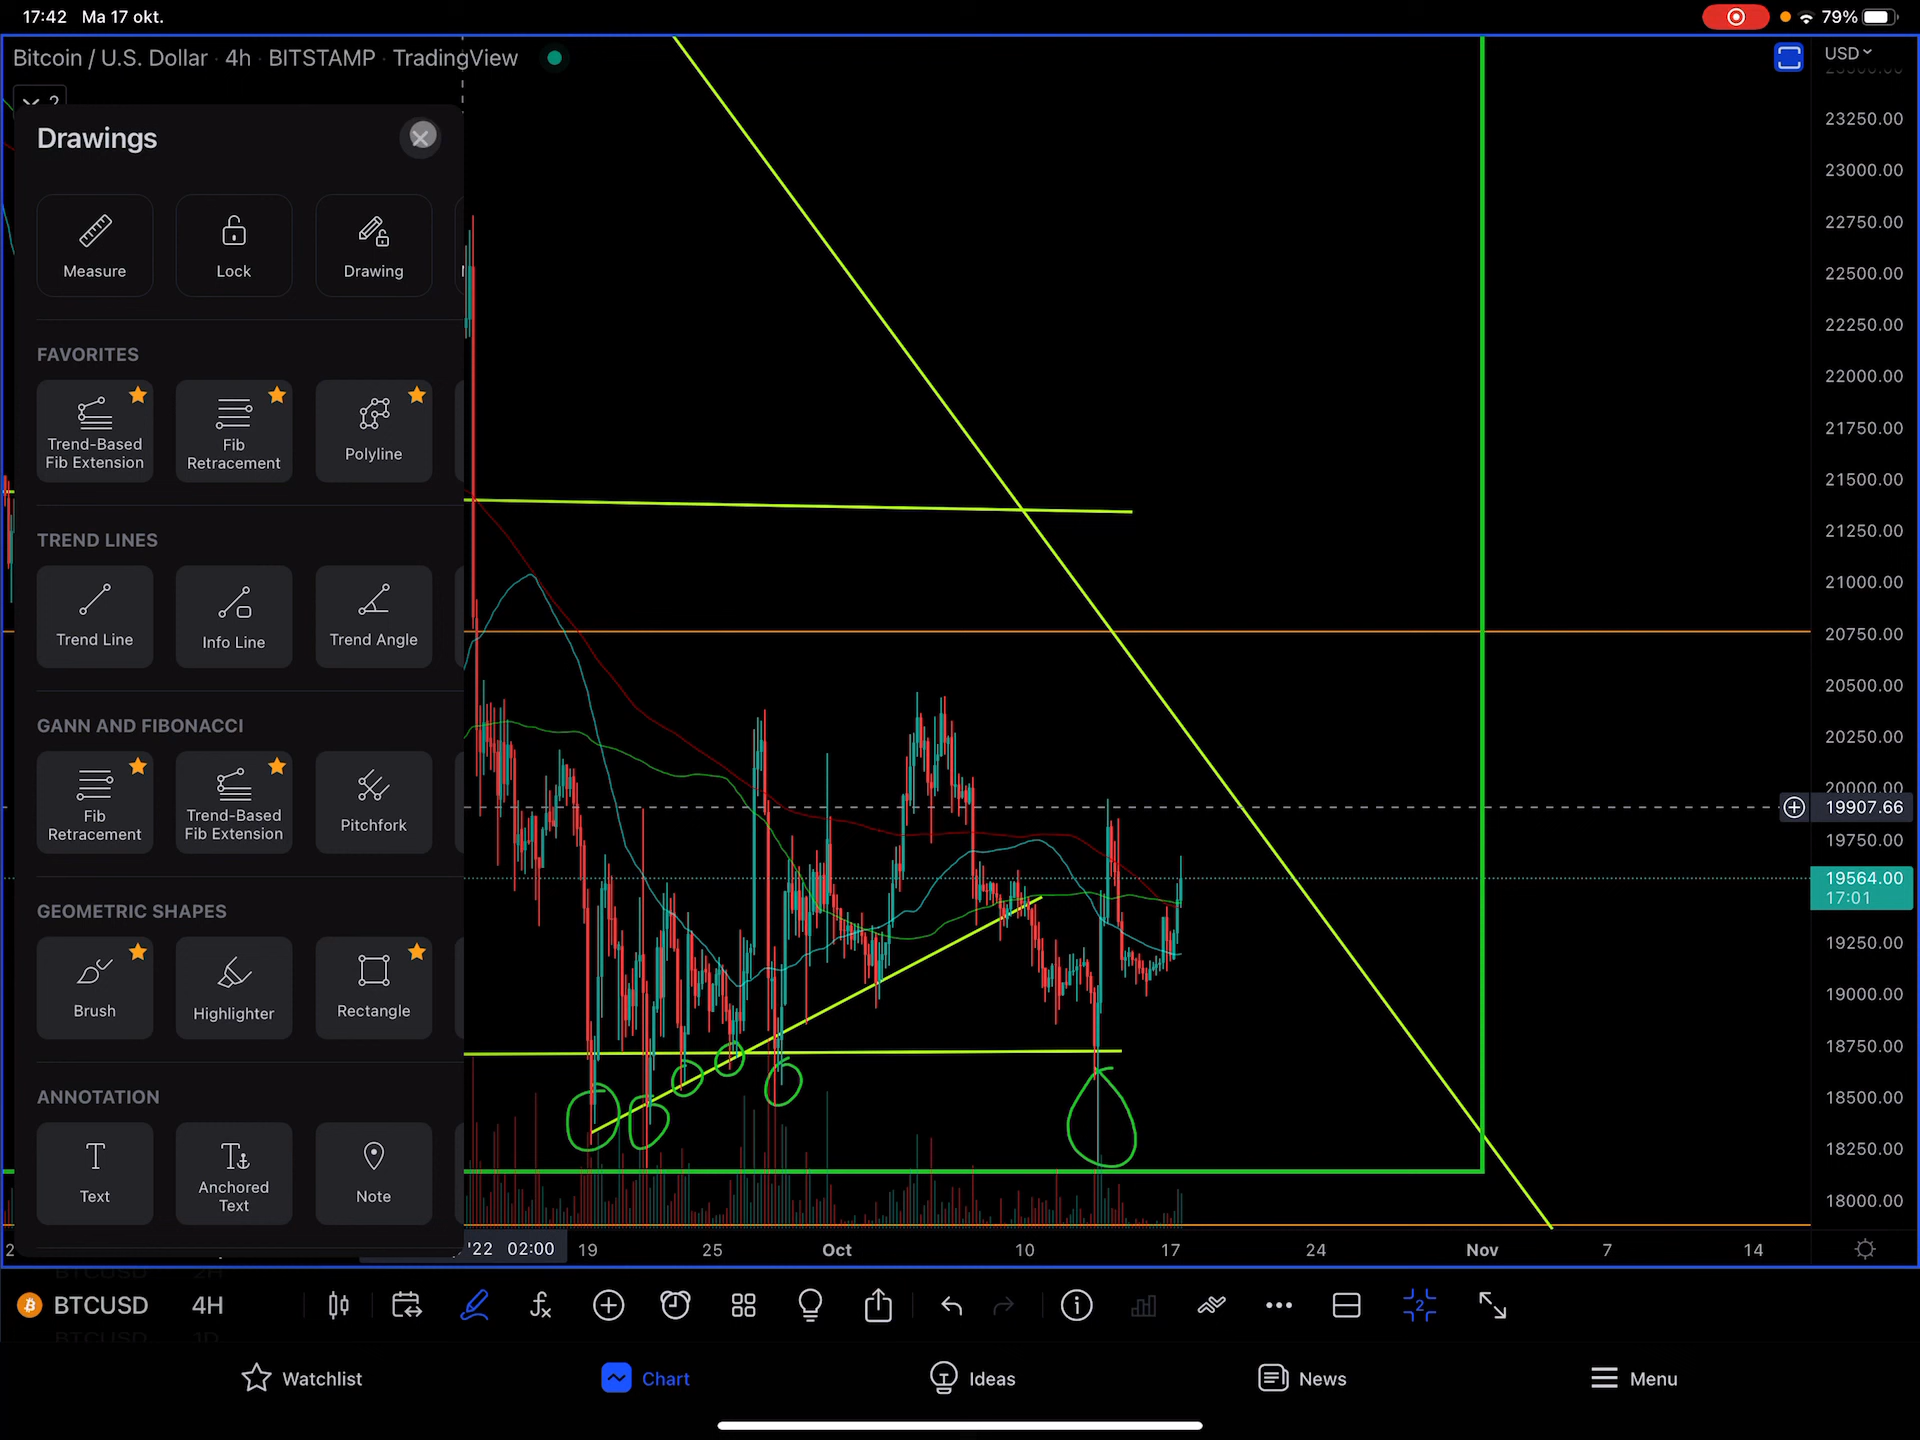 17:42 Ma 17 okt.
79%
Bitcoin / U.S. Dollar · 4h · BITSTAMP · TradingView
USD
2
Drawings
Measure
Lock
Drawing
FAVORITES
Trend-Based Fib Extension
Fib Retracement
Polyline
TREND LINES
Trend Line
Info Line
Trend Angle
GANN AND FIBONACCI
Fib Retracement
Trend-Based Fib Extension
Pitchfork
GEOMETRIC SHAPES
Brush
Highlighter
Rectangle
ANNOTATION
Text
Anchored Text
Note
23250.00
23000.00
22750.00
22500.00
22250.00
22000.00
21750.00
21500.00
21250.00
21000.00
20750.00
20500.00
20250.00
20000.00
19907.66
19750.00
19564.00
17:01
19250.00
19000.00
18750.00
18500.00
18250.00
18000.00
2 '22 02:00 19 25 Oct 10 17 24 Nov 7 14
BTCUSD 4H
2
BTCUSD 1D
Watchlist
Chart
Ideas
News
Menu